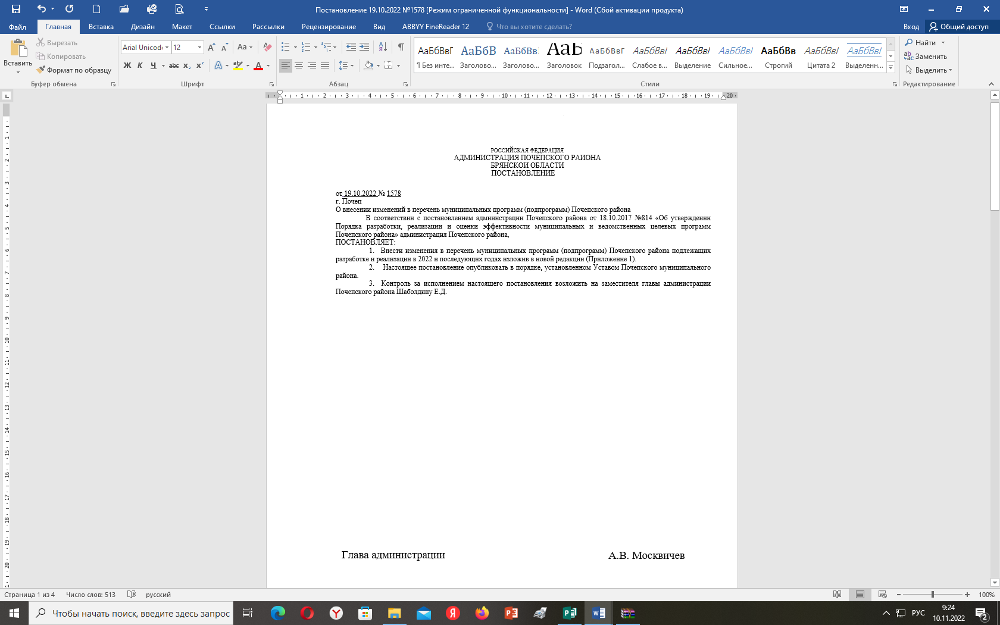 Постановление 19.10.2022 №1578 [Режим ограниченной функциональности] - Word (Сбой активации продукта)
Файл Главная Вставка Дизайн Макет Ссылки Рассылки Рецензирование Вид ABBYY FineReader 12 Что вы хотите сделать? Вход Общий доступ
Вставить
Вырезать
Копировать
Формат по образцу
Буфер обмена
Arial Unicod 12
Ж К Ч abc x₂ x²
Шрифт
Абзац
АаБбВвГ АаБбВ АаБбВв АаБ АаБбВвГ АаБбВвІ АаБбВвІ АаБбВвІ АаБбВв АаБбВвІ АаБбВвІ
¶ Без инте... Заголово... Заголово... Заголовок Подзагол... Слабое в... Выделение Сильное... Строгий Цитата 2 Выделенн...
Стили
Найти
Заменить
Выделить
Редактирование
1 2 3 4 5 6 7 8 9 10 11 12 13 14 15 16 17 18 19 20
РОССИЙСКАЯ ФЕДЕРАЦИЯ
АДМИНИСТРАЦИЯ ПОЧЕПСКОГО РАИОНА
БРЯНСКОИ ОБЛАСТИ
ПОСТАНОВЛЕНИЕ
от 19.10.2022 № 1578
г. Почеп
О внесении изменений в перечень муниципальных программ (подпрограмм) Почепского района
В соответствии с постановлением администрации Почепского района от 18.10.2017 №814 «Об утверждении
Порядка разработки, реализации и оценки эффективности муниципальных и ведомственных целевых программ
Почепского района» администрация Почепского района,
ПОСТАНОВЛЯЕТ:
1. Внести изменения в перечень муниципальных программ (подпрограмм) Почепского района подлежащих
разработке и реализации в 2022 и последующих годах изложив в новой редакции (Приложение 1).
2. Настоящее постановление опубликовать в порядке, установленном Уставом Почепского муниципального
района.
3. Контроль за исполнением настоящего постановления возложить на заместителя главы администрации
Почепского района Шаболдину Е.Д.
Глава администрации А.В. Москвичев
Страница 1 из 4 Число слов: 513 русский 100%
Чтобы начать поиск, введите здесь запрос
РУС
9:24
10.11.2022
2